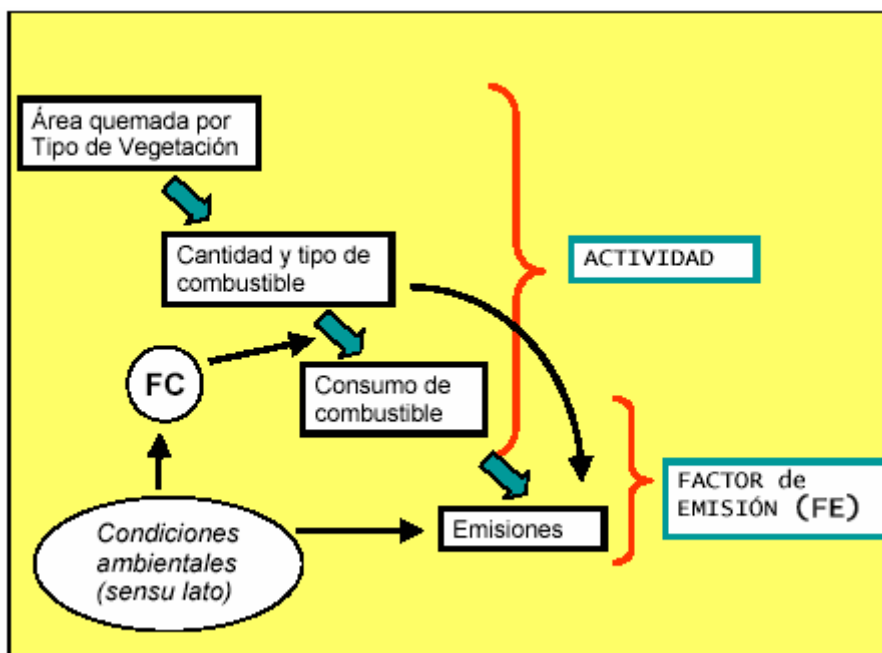 Área quemada por
Tipo de Vegetación
Cantidad y tipo de
combustible
ACTIVIDAD
FC
Consumo de
combustible
FACTOR de
EMISIÓN (FE)
Emisiones
Condiciones
ambientales
(sensu lato)